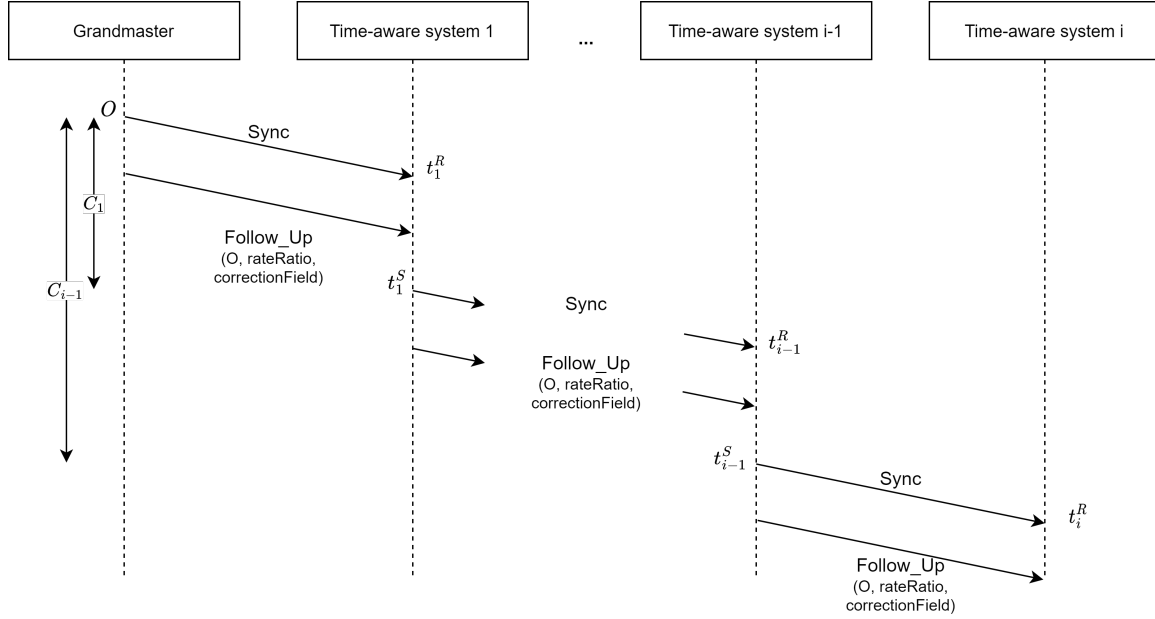 Grandmaster
Time-aware system 1
...
Time-aware system i-1
Time-aware system i
O
Sync
t_1^R
C_1
Follow_Up
(O, rateRatio,
correctionField)
t_1^S
C_{i-1}
Sync
t_{i-1}^R
Follow_Up
(O, rateRatio,
correctionField)
t_{i-1}^S
Sync
t_i^R
Follow_Up
(O, rateRatio,
correctionField)